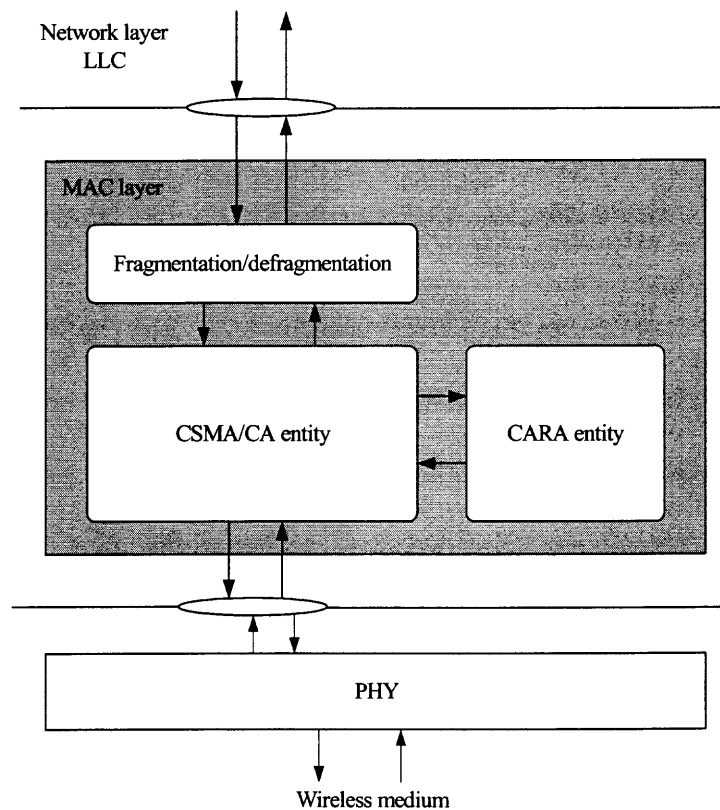 Network layer
LLC
MAC layer
Fragmentation/defragmentation
CSMA/CA entity
CARA entity
PHY
Wireless medium